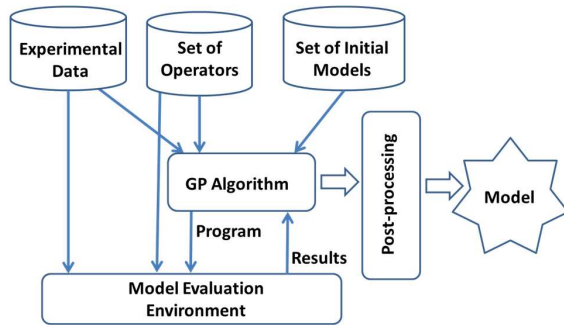 Experimental
Data
Set of
Operators
Set of Initial
Models
GP Algorithm
Post-processing
Model
Program
Results
Model Evaluation
Environment